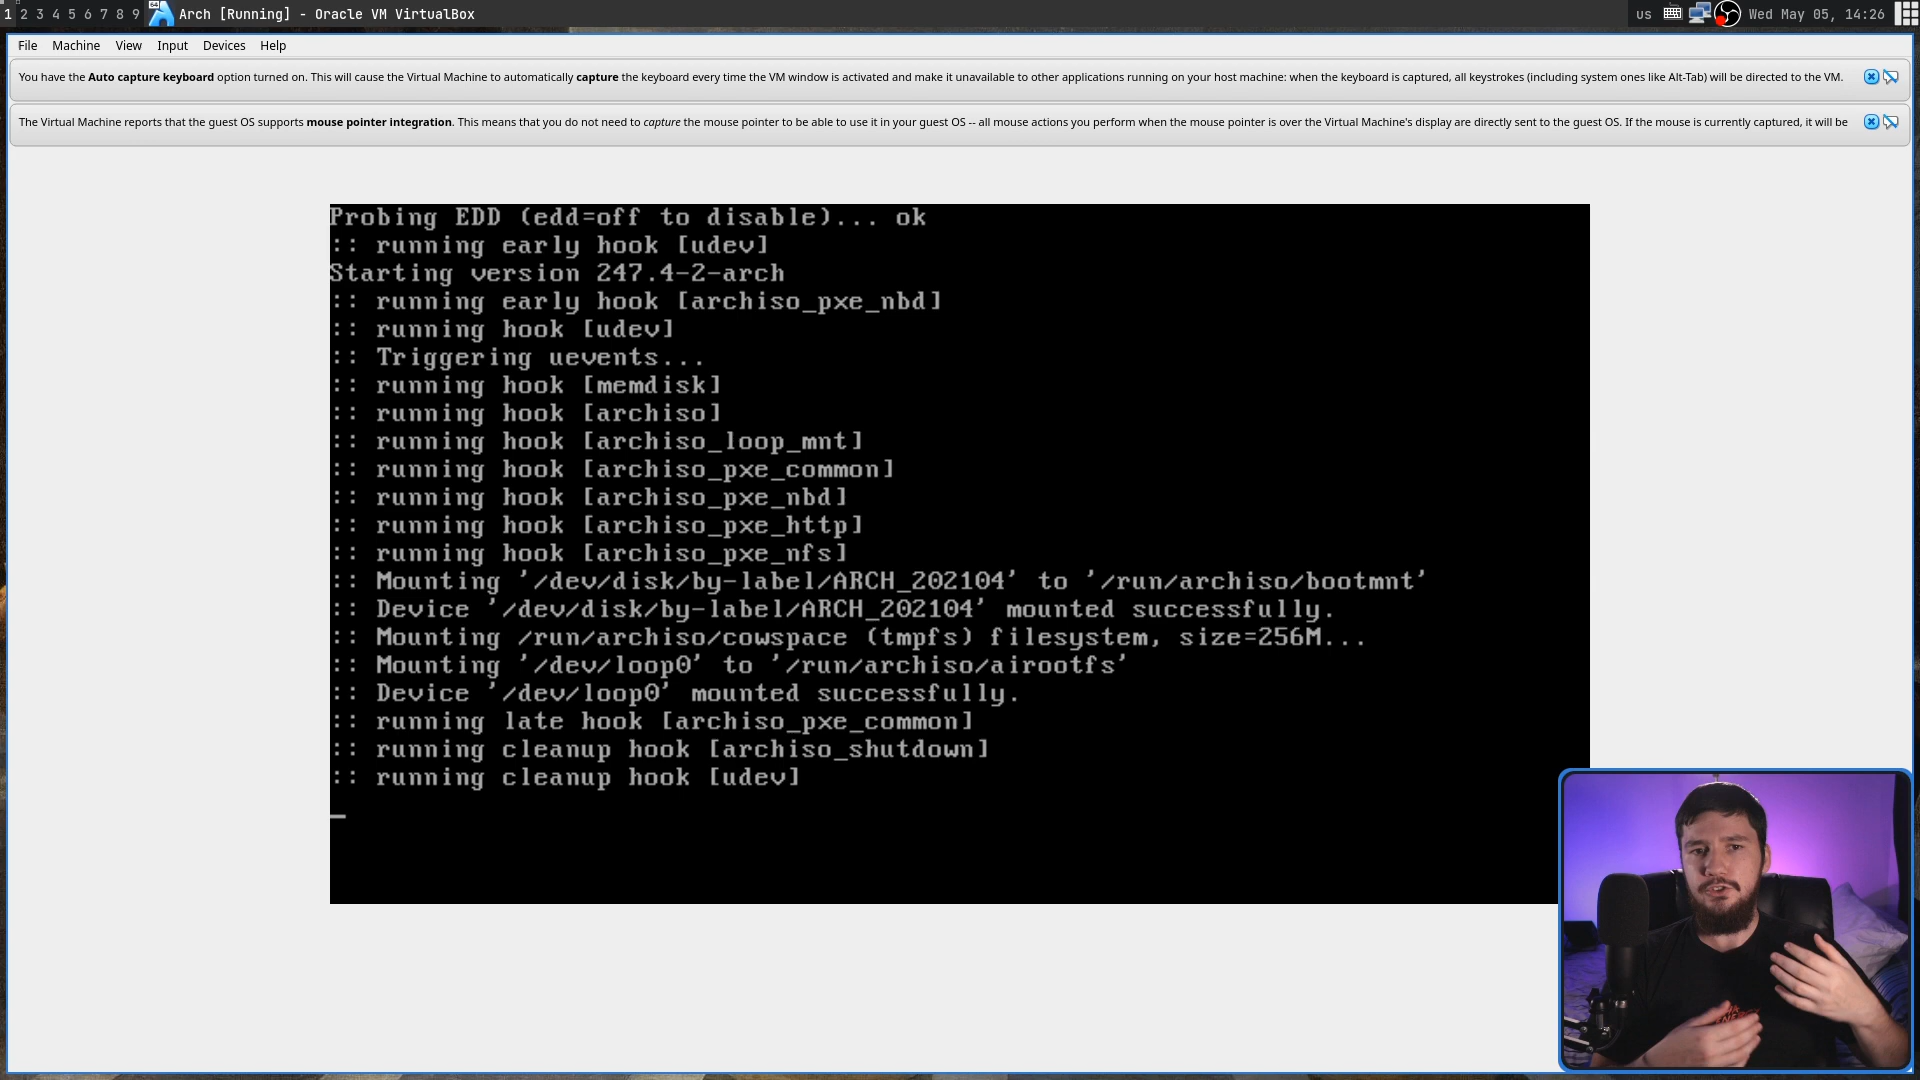 1 2 3 4 5 6 7 8 9 Arch [Running] - Oracle VM VirtualBox us Wed May 05, 14:26
File Machine View Input Devices Help
You have the Auto capture keyboard option turned on. This will cause the Virtual Machine to automatically capture the keyboard every time the VM window is activated and make it unavailable to other applications running on your host machine: when the keyboard is captured, all keystrokes (including system ones like Alt-Tab) will be directed to the VM.
The Virtual Machine reports that the guest OS supports mouse pointer integration. This means that you do not need to capture the mouse pointer to be able to use it in your guest OS -- all mouse actions you perform when the mouse pointer is over the Virtual Machine's display are directly sent to the guest OS. If the mouse is currently captured, it will be
Probing EDD (edd=off to disable)... ok
:: running early hook [udev]
Starting version 247.4-2-arch
:: running early hook [archiso_pxe_nbd]
:: running hook [udev]
:: Triggering uevents...
:: running hook [memdisk]
:: running hook [archiso]
:: running hook [archiso_loop_mnt]
:: running hook [archiso_pxe_common]
:: running hook [archiso_pxe_nbd]
:: running hook [archiso_pxe_http]
:: running hook [archiso_pxe_nfs]
:: Mounting '/dev/disk/by-label/ARCH_202104' to '/run/archiso/bootmnt'
:: Device '/dev/disk/by-label/ARCH_202104' mounted successfully.
:: Mounting /run/archiso/cowspace (tmpfs) filesystem, size=256M...
:: Mounting '/dev/loop0' to '/run/archiso/airootfs'
:: Device '/dev/loop0' mounted successfully.
:: running late hook [archiso_pxe_common]
:: running cleanup hook [archiso_shutdown]
:: running cleanup hook [udev]